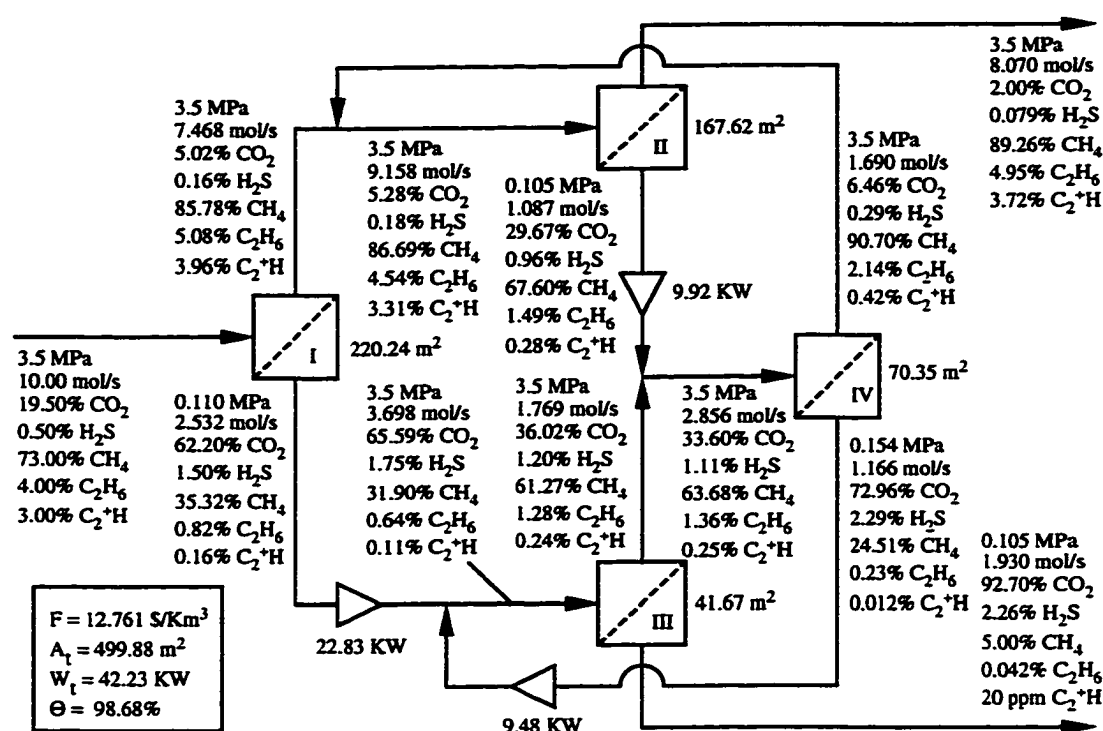 3.5 MPa
7.468 mol/s
5.02% CO₂
0.16% H₂S
85.78% CH₄
5.08% C₂H₆
3.96% C₂⁺H
3.5 MPa
9.158 mol/s
5.28% CO₂
0.18% H₂S
86.69% CH₄
4.54% C₂H₆
3.31% C₂⁺H
II
167.62 m²
0.105 MPa
1.087 mol/s
29.67% CO₂
0.96% H₂S
67.60% CH₄
1.49% C₂H₆
0.28% C₂⁺H
9.92 KW
3.5 MPa
1.690 mol/s
6.46% CO₂
0.29% H₂S
90.70% CH₄
2.14% C₂H₆
0.42% C₂⁺H
3.5 MPa
8.070 mol/s
2.00% CO₂
0.079% H₂S
89.26% CH₄
4.95% C₂H₆
3.72% C₂⁺H
I
220.24 m²
IV
70.35 m²
3.5 MPa
10.00 mol/s
19.50% CO₂
0.50% H₂S
73.00% CH₄
4.00% C₂H₆
3.00% C₂⁺H
0.110 MPa
2.532 mol/s
62.20% CO₂
1.50% H₂S
35.32% CH₄
0.82% C₂H₆
0.16% C₂⁺H
3.5 MPa
3.698 mol/s
65.59% CO₂
1.75% H₂S
31.90% CH₄
0.64% C₂H₆
0.11% C₂⁺H
3.5 MPa
1.769 mol/s
36.02% CO₂
1.20% H₂S
61.27% CH₄
1.28% C₂H₆
0.24% C₂⁺H
3.5 MPa
2.856 mol/s
33.60% CO₂
1.11% H₂S
63.68% CH₄
1.36% C₂H₆
0.25% C₂⁺H
0.154 MPa
1.166 mol/s
72.96% CO₂
2.29% H₂S
24.51% CH₄
0.23% C₂H₆
0.012% C₂⁺H
0.105 MPa
1.930 mol/s
92.70% CO₂
2.26% H₂S
5.00% CH₄
0.042% C₂H₆
20 ppm C₂⁺H
III
41.67 m²
22.83 KW
9.48 KW
F = 12.761 $/Km³
Aₜ = 499.88 m²
Wₜ = 42.23 KW
Θ = 98.68%